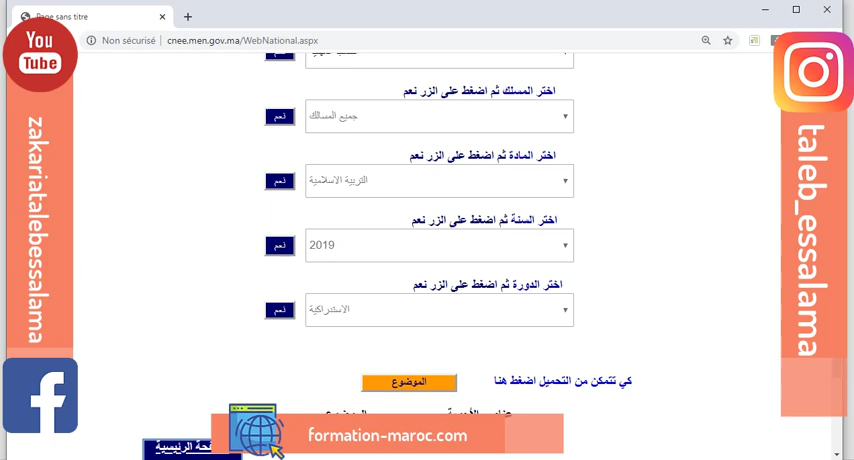 Page sans titre
Non sécurisé | cnee.men.gov.ma/WebNational.aspx
You
Tube
zakariatalebessalama
taleb_essalama
اختر المسلك ثم اضغط على الزر نعم
جميع المسالك
نعم
اختر المادة ثم اضغط على الزر نعم
التربية الاسلامية
نعم
اختر السنة ثم اضغط على الزر نعم
2019
نعم
اختر الدورة ثم اضغط على الزر نعم
الاستدراكية
نعم
كي تتمكن من التحميل اضغط هنا
الموضوع
formation-maroc.com
الرئيسية